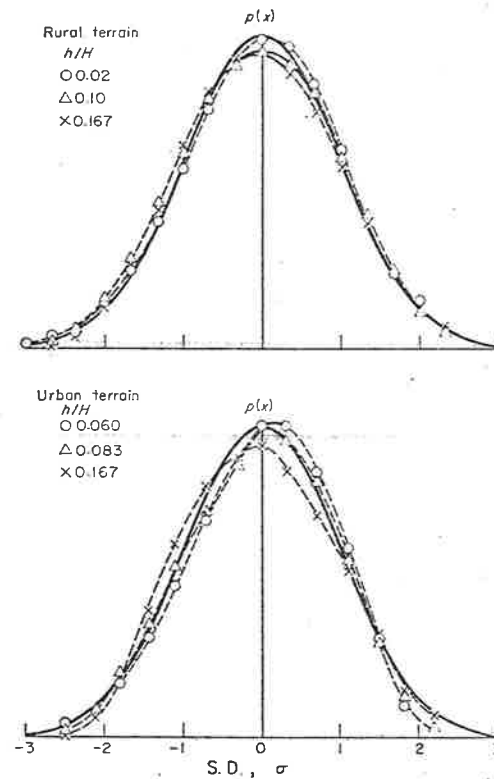 p(x)
Rural terrain
h/H
○ 0.02
△ 0.10
× 0.167
Urban terrain
h/H
p(x)
○ 0.060
△ 0.083
× 0.167
-3 -2 -1 0 1 2
S.D., σ